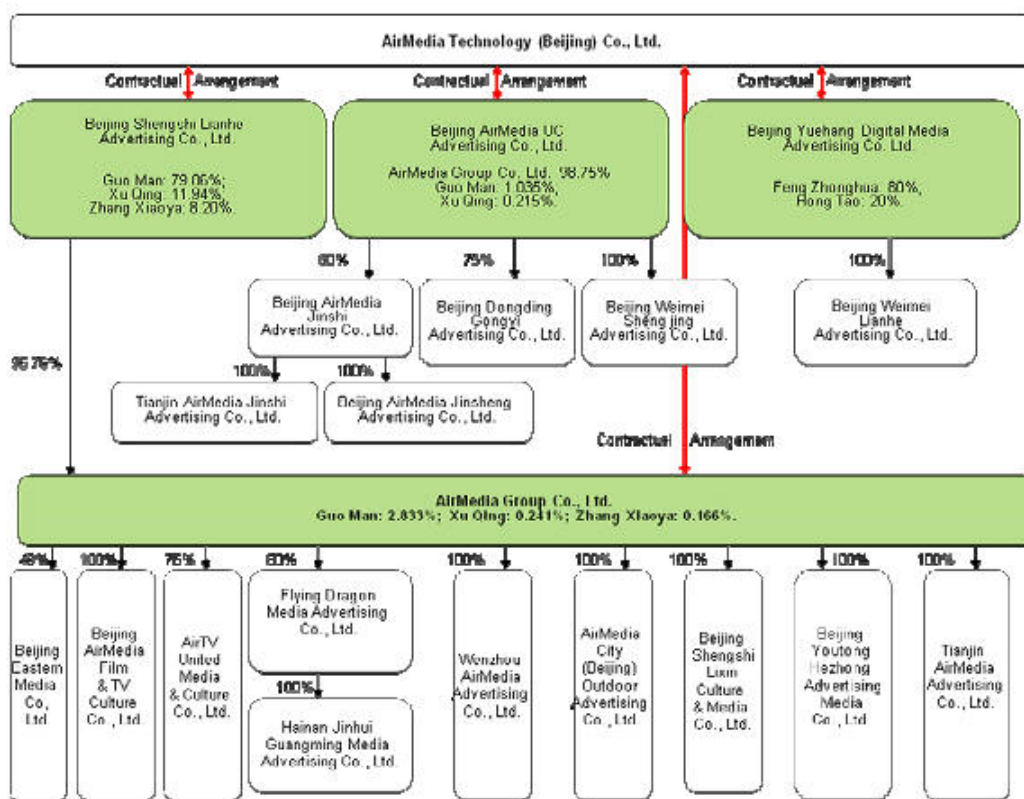 AirMedia Technology (Beijing) Co., Ltd.
Contractual Arrangement
Contractual Arrangement
Contractual Arrangement
Beijing Shengshi Lianhe
Advertising Co., Ltd.
Guo Man: 79.06%;
Xu Qing: 11.94%;
Zhang Xiaoya: 8.20%.
Beijing AirMedia UC
Advertising Co., Ltd.
AirMedia Group Co. Ltd. 98.75%
Guo Man: 1.035%
Xu Qing: 0.215%
Beijing Yuehang Digital Media
Advertising Co. Ltd.
Feng Zhonghua: 80%,
Hong Tao: 20%.
80%
75%
100%
100%
Beijing AirMedia
Jinshi
Advertising Co., Ltd.
Beijing Dongding
Gongyi
Advertising Co., Ltd.
Beijing Weimei
Shengjing
Advertising Co., Ltd.
Beijing Weimei
Lianhe
Advertising Co., Ltd.
100%
100%
Tianjin AirMedia Jinshi
Advertising Co., Ltd.
Beijing AirMedia Jinsheng
Advertising Co., Ltd.
Contractual Arrangement
AirMedia Group Co., Ltd.
Guo Man: 2.833%; Xu Qing: 0.241%; Zhang Xiaoya: 0.166%.
49%
100%
75%
80%
100%
100%
100%
100%
100%
Beijing
Eastern
Media
Co,
Ltd.
Beijing
AirMedia
Film
& TV
Culture
Co., Ltd.
AirTV
United
Media
& Culture
Co., Ltd.
Flying Dragon
Media Advertising
Co., Ltd.
100%
Hainan Jinhui
Guangming Media
Advertising Co., Ltd.
Wenzhou
AirMedia
Advertising
Co., Ltd.
AirMedia
City
(Beijing)
Outdoor
Advertising
Co., Ltd.
Beijing
Shengshi
Lixin
Culture
& Media
Co., Ltd.
Beijing
Youtong
Hezhong
Advertising
Media
Co., Ltd
Tianjin
AirMedia
Advertising
Co., Ltd.